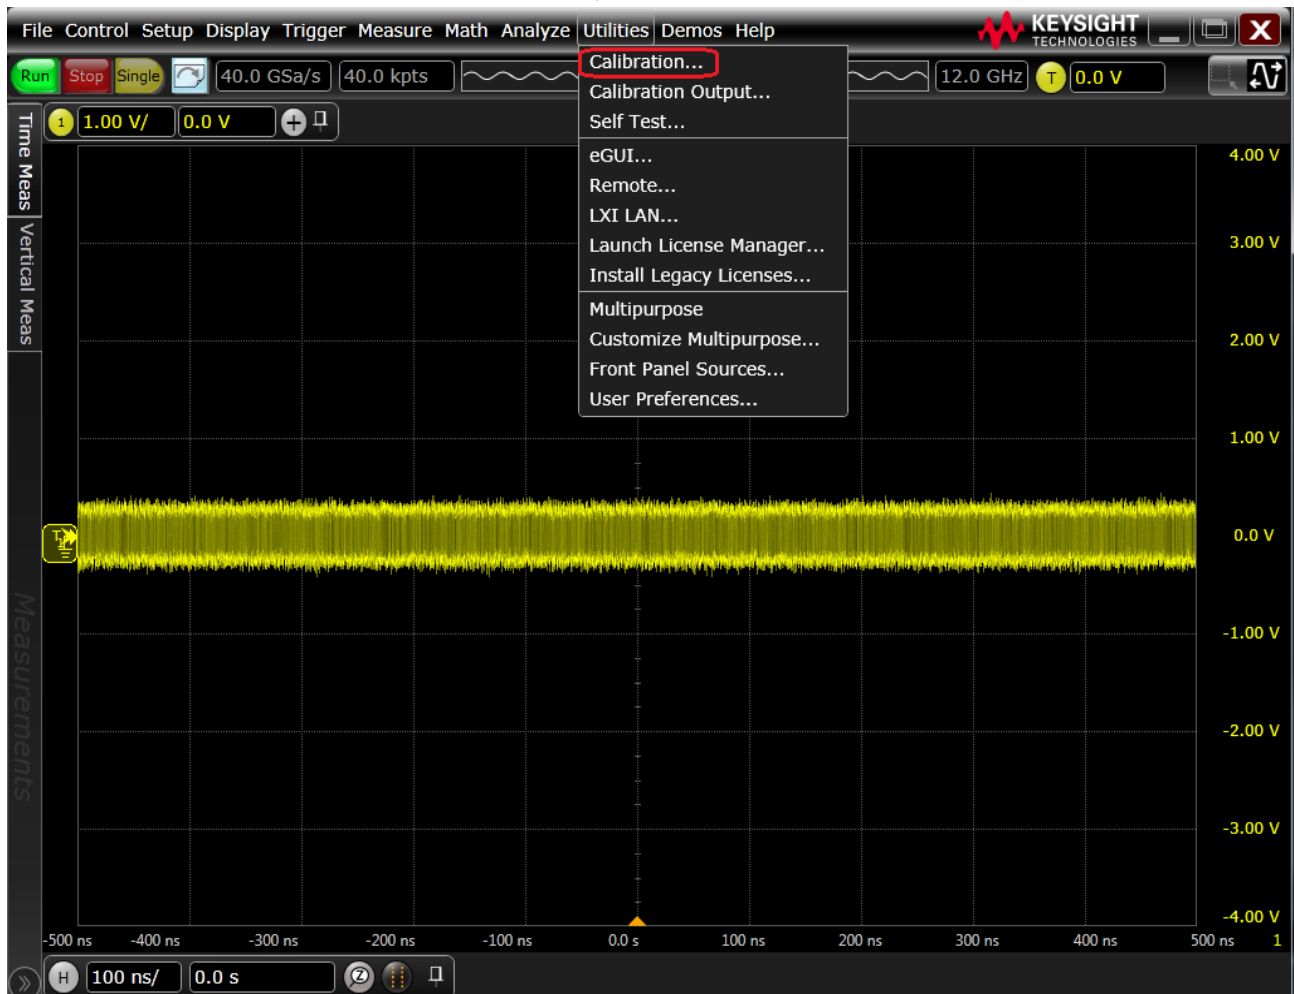 File Control Setup Display Trigger Measure Math Analyze Utilities Demos Help
KEYSIGHT
TECHNOLOGIES
Run Stop Single 40.0 GSa/s 40.0 kpts 12.0 GHz T 0.0 V
1 1.00 V/ 0.0 V
Calibration...
Calibration Output...
Self Test...
eGUI...
Remote...
LXI LAN...
Launch License Manager...
Install Legacy Licenses...
Multipurpose
Customize Multipurpose...
Front Panel Sources...
User Preferences...
Time Meas
Vertical Meas
Measurements
4.00 V
3.00 V
2.00 V
1.00 V
0.0 V
-1.00 V
-2.00 V
-3.00 V
-4.00 V
T
-500 ns -400 ns -300 ns -200 ns -100 ns 0.0 s 100 ns 200 ns 300 ns 400 ns 500 ns 1
H 100 ns/ 0.0 s Z